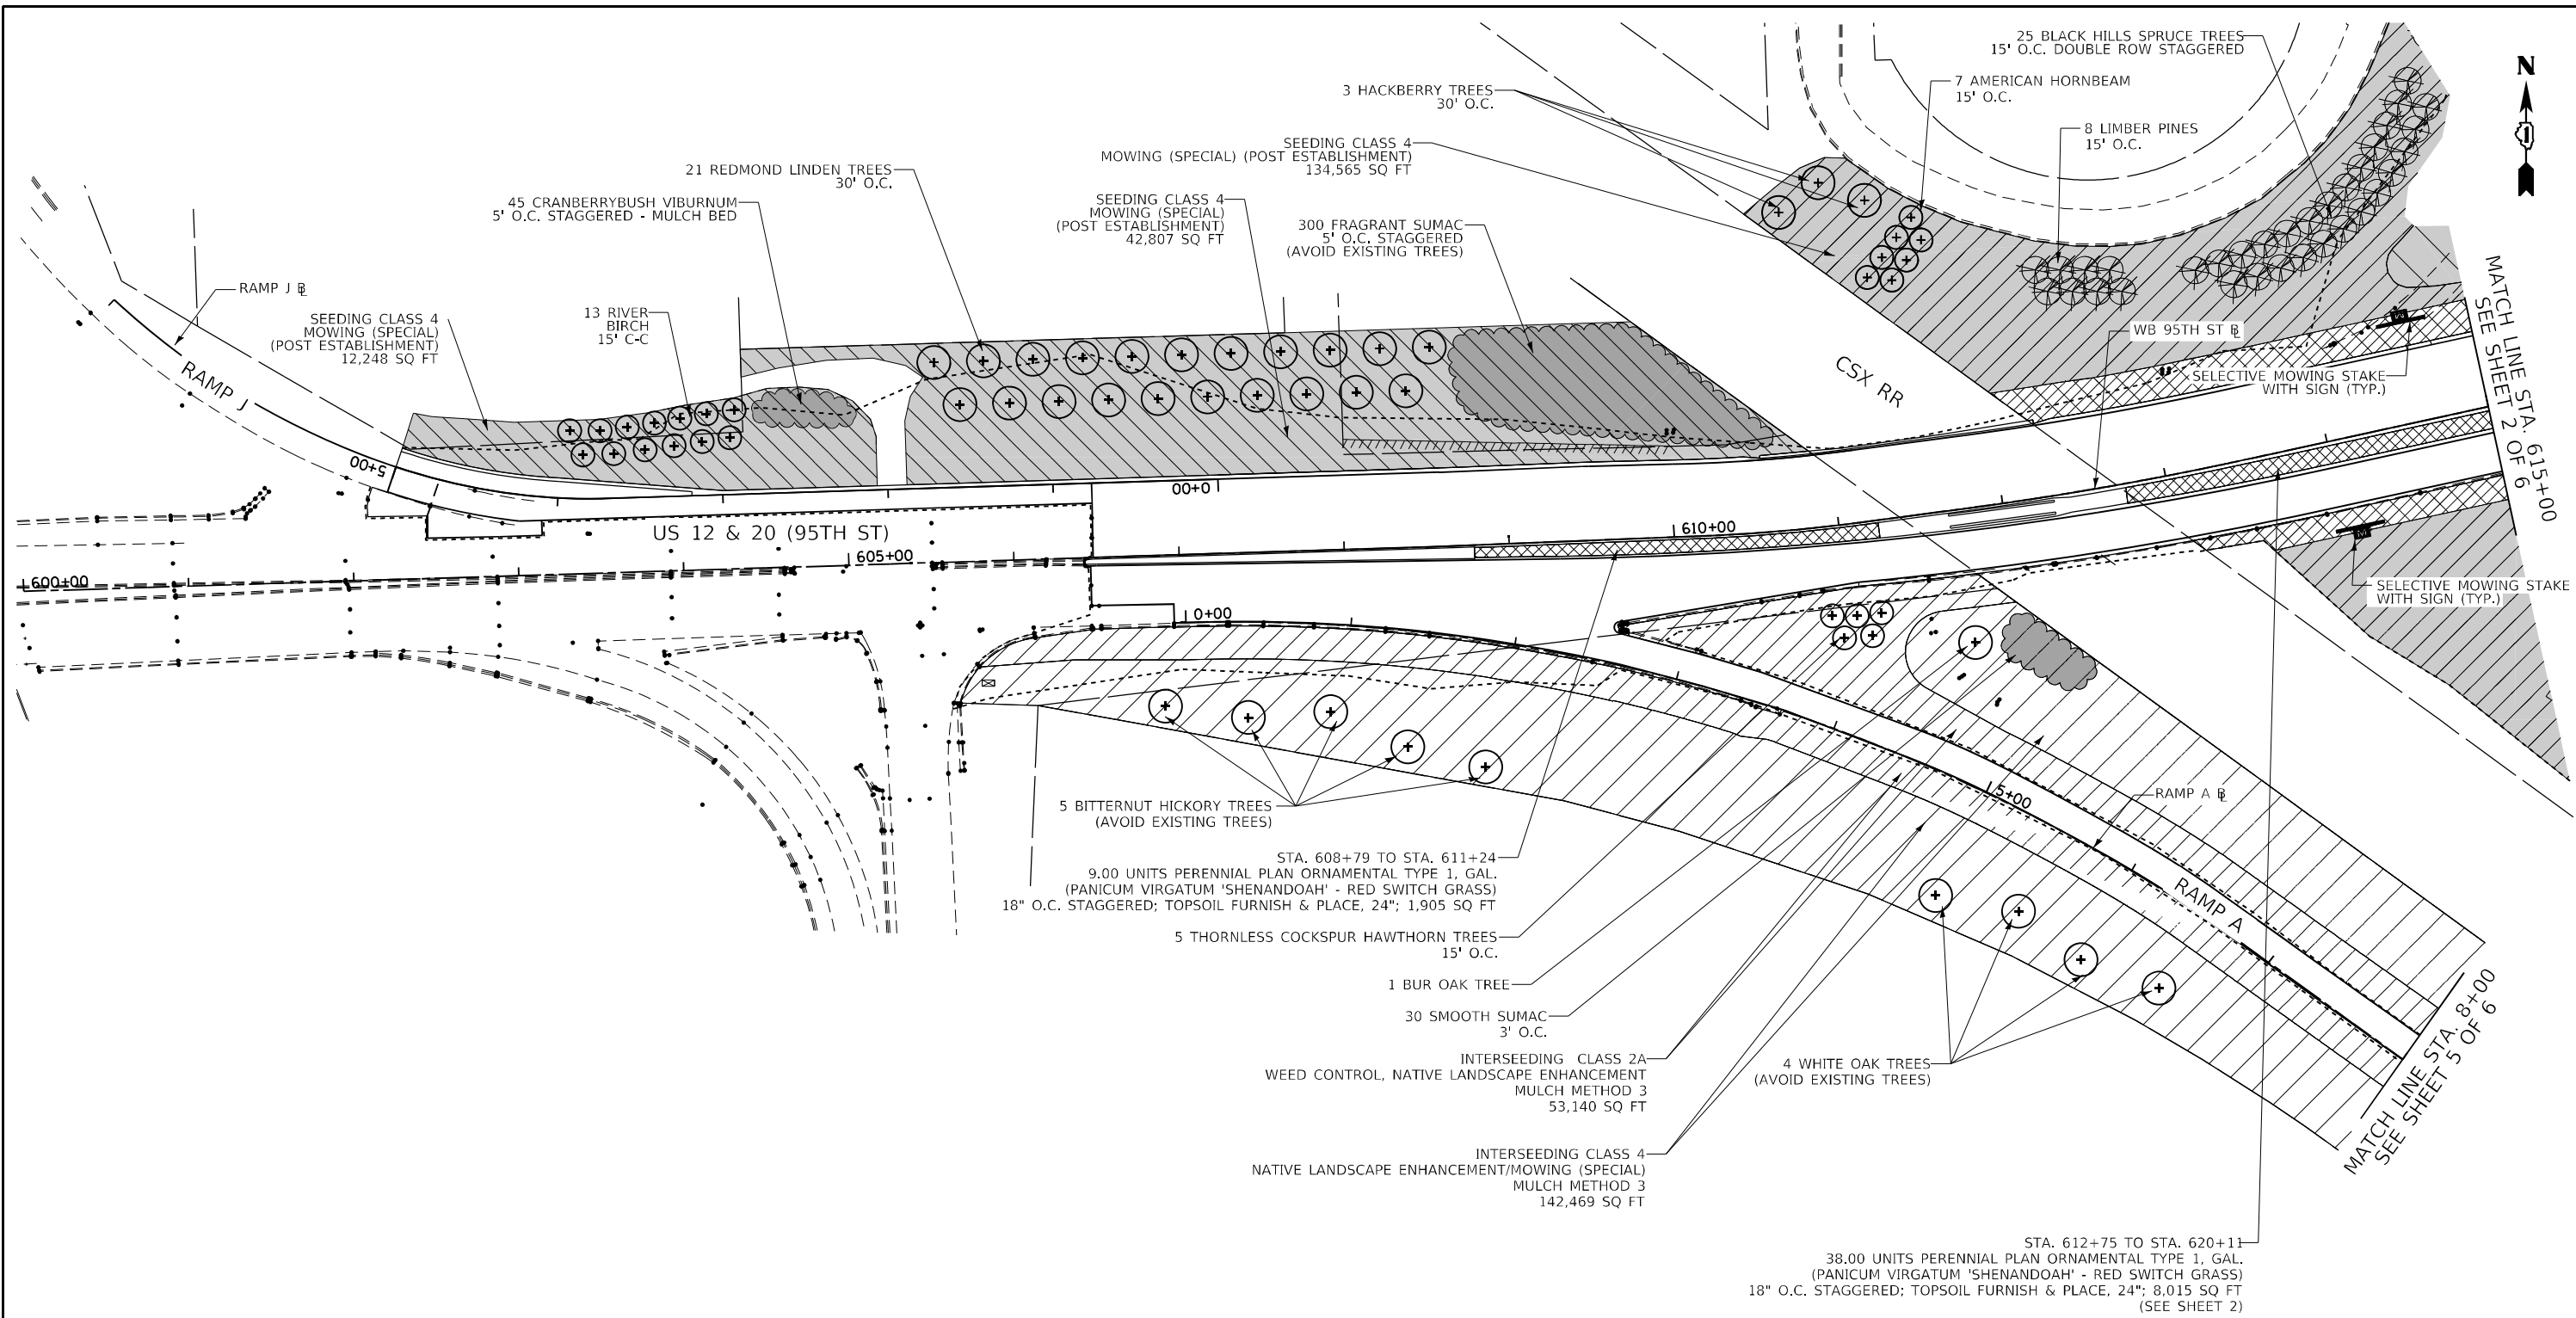 25 BLACK HILLS SPRUCE TREES
15' O.C. DOUBLE ROW STAGGERED
N
3 HACKBERRY TREES
30' O.C.
7 AMERICAN HORNBEAM
15' O.C.
8 LIMBER PINES
15' O.C.
SEEDING CLASS 4
MOWING (SPECIAL) (POST ESTABLISHMENT)
134,565 SQ FT
21 REDMOND LINDEN TREES
30' O.C.
45 CRANBERRYBUSH VIBURNUM
5' O.C. STAGGERED - MULCH BED
SEEDING CLASS 4
MOWING (SPECIAL)
(POST ESTABLISHMENT)
42,807 SQ FT
300 FRAGRANT SUMAC
5' O.C. STAGGERED
(AVOID EXISTING TREES)
RAMP J BL
SEEDING CLASS 4
MOWING (SPECIAL)
(POST ESTABLISHMENT)
12,248 SQ FT
13 RIVER
BIRCH
15' C-C
RAMP J
CSX RR
WB 95TH ST BL
M
SELECTIVE MOWING STAKE
WITH SIGN (TYP.)
MATCH LINE STA. 615+00
SEE SHEET 2 OF 6
5+00
0+00
US 12 & 20 (95TH ST)
610+00
605+00
600+00
M
SELECTIVE MOWING STAKE
WITH SIGN (TYP.)
0+00
5+00
RAMP A BL
5 BITTERNUT HICKORY TREES
(AVOID EXISTING TREES)
STA. 608+79 TO STA. 611+24
9.00 UNITS PERENNIAL PLAN ORNAMENTAL TYPE 1, GAL.
(PANICUM VIRGATUM 'SHENANDOAH' - RED SWITCH GRASS)
18" O.C. STAGGERED; TOPSOIL FURNISH & PLACE, 24"; 1,905 SQ FT
RAMP A
5 THORNLESS COCKSPUR HAWTHORN TREES
15' O.C.
1 BUR OAK TREE
30 SMOOTH SUMAC
3' O.C.
INTERSEEDING CLASS 2A
WEED CONTROL, NATIVE LANDSCAPE ENHANCEMENT
MULCH METHOD 3
53,140 SQ FT
4 WHITE OAK TREES
(AVOID EXISTING TREES)
MATCH LINE STA. 8+00
SEE SHEET 5 OF 6
INTERSEEDING CLASS 4
NATIVE LANDSCAPE ENHANCEMENT/MOWING (SPECIAL)
MULCH METHOD 3
142,469 SQ FT
STA. 612+75 TO STA. 620+11
38.00 UNITS PERENNIAL PLAN ORNAMENTAL TYPE 1, GAL.
(PANICUM VIRGATUM 'SHENANDOAH' - RED SWITCH GRASS)
18" O.C. STAGGERED; TOPSOIL FURNISH & PLACE, 24"; 8,015 SQ FT
(SEE SHEET 2)